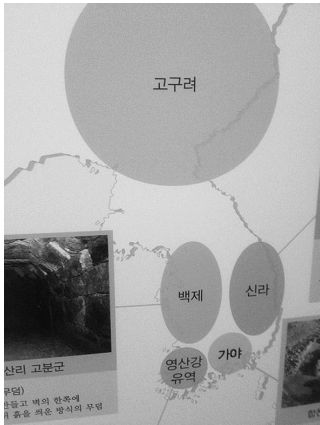 고구려
백제
신라
가야
영산강
유역
산리 고분군
무덤)
만들고 벽의 한쪽에
흙을 씌운 방식의 무덤